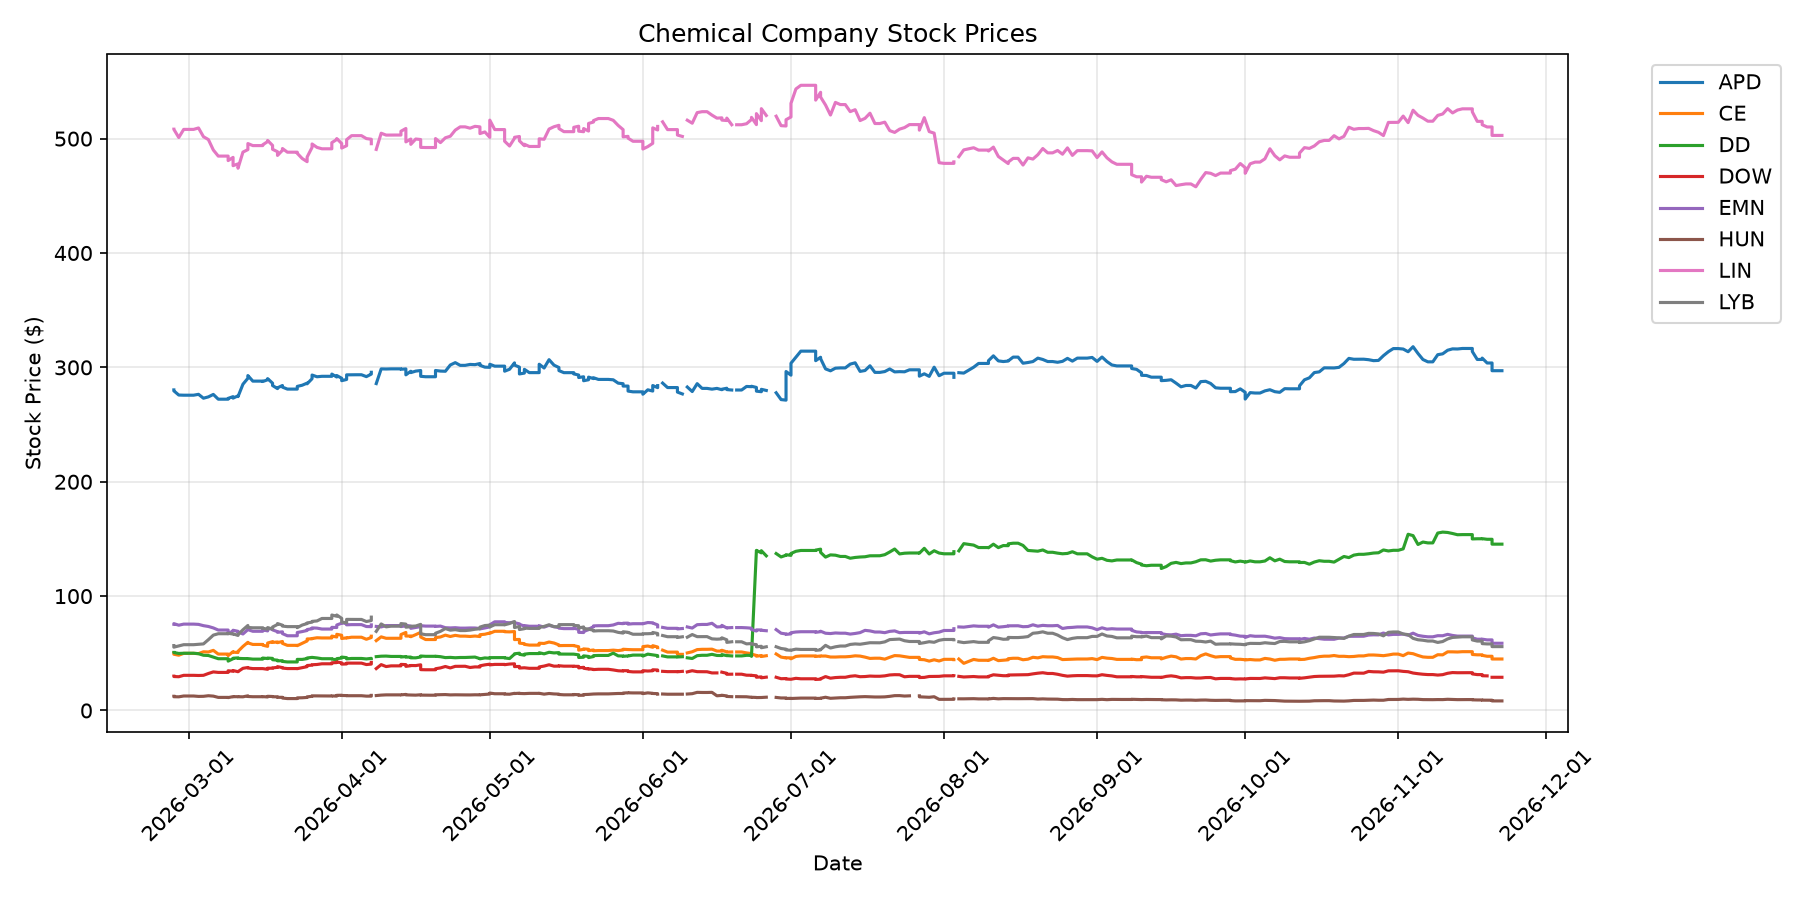 Chemical Company Stock Prices
Stock Price ($)
500
400
300
200
100
0
2026-03-01
2026-04-01
2026-05-01
2026-06-01
2026-07-01
2026-08-01
2026-09-01
2026-10-01
2026-11-01
2026-12-01
Date
APD
CE
DD
DOW
EMN
HUN
LIN
LYB